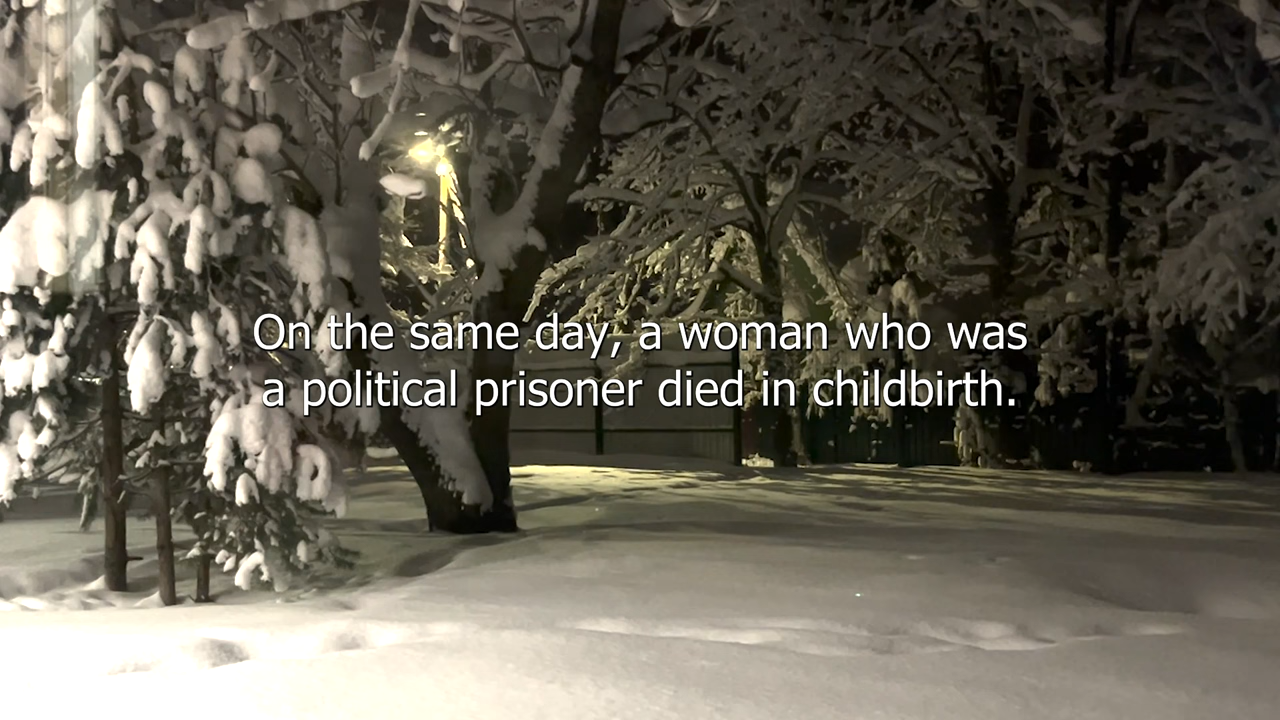 On the same day, a woman who was
a political prisoner died in childbirth.